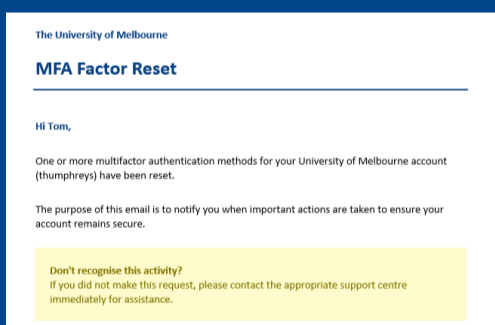 The University of Melbourne
MFA Factor Reset
Hi Tom,
One or more multifactor authentication methods for your University of Melbourne account
(thumphreys) have been reset.
The purpose of this email is to notify you when important actions are taken to ensure your
account remains secure.
Don't recognise this activity?
If you did not make this request, please contact the appropriate support centre
immediately for assistance.